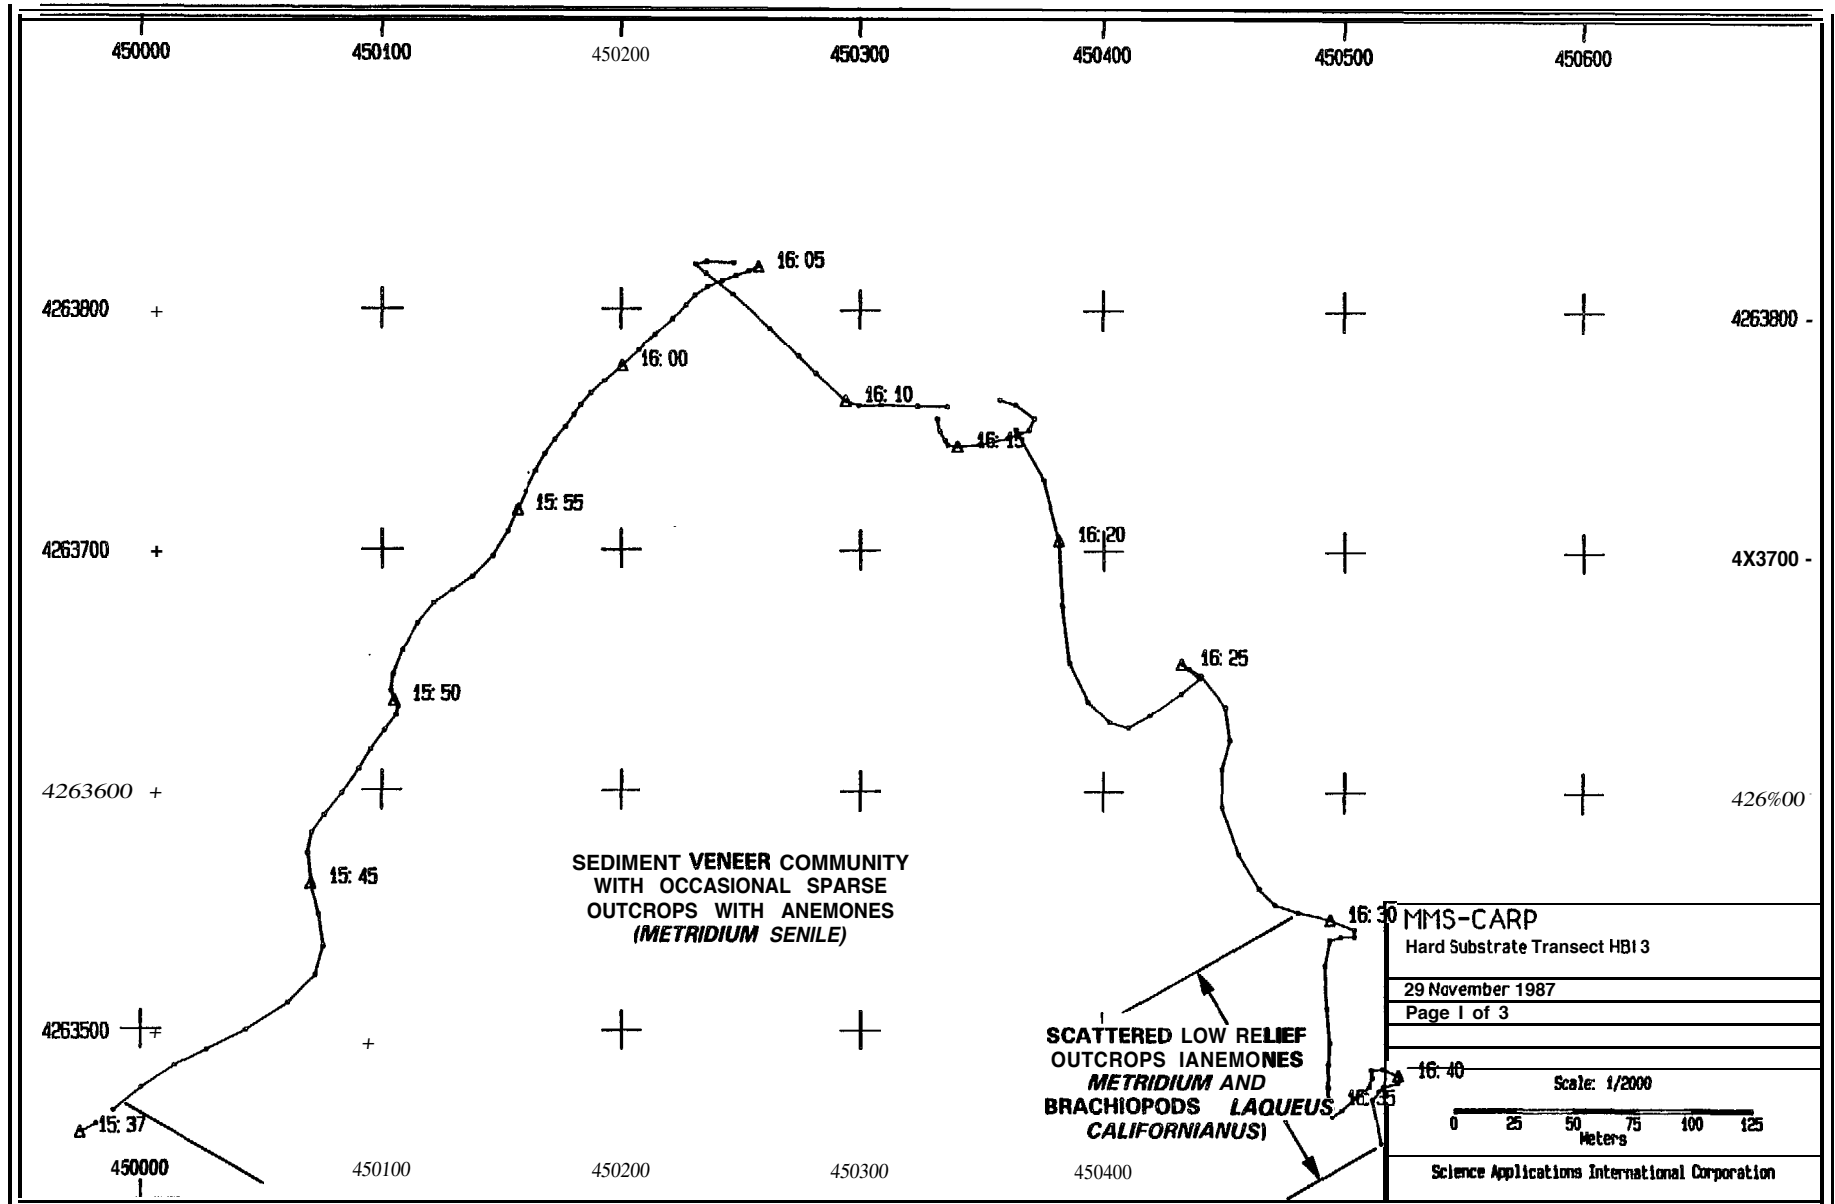 450000 450100 450200 450300 450400 450500 450600
16:05
4263800 4263800 -
16:00
16:10
16:15
15:55
16:20
4263700 4X3700 -
16:25
15:50
4263600 426%00
SEDIMENT VENEER COMMUNITY
WITH OCCASIONAL SPARSE
OUTCROPS WITH ANEMONES
(METRIDIUM SENILE)
15:45
16:30
MMS-CARP
Hard Substrate Transect HB13
29 November 1987
Page I of 3
4263500
SCATTERED LOW RELIEF
OUTCROPS IANEMONES
METRIDIUM AND
BRACHIOPODS LAQUEUS
CALIFORNIANUS)
16:40
16:35
Scale: 1/2000
0 25 50 75 100 125
Meters
15:37
450000 450100 450200 450300 450400
Science Applications International Corporation